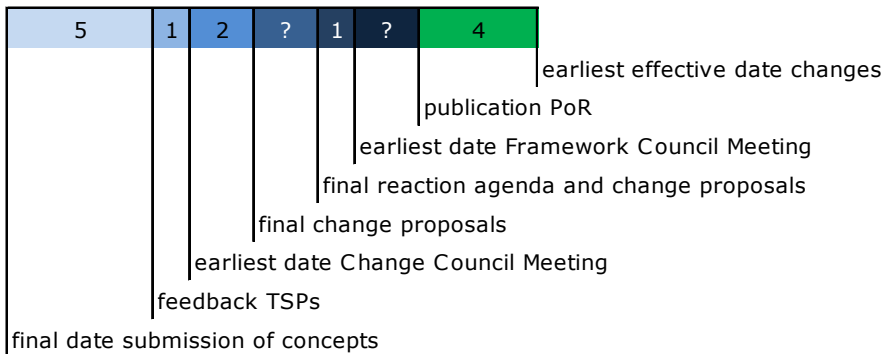 5 1 2 ? 1 ? 4
earliest effective date changes
publication PoR
earliest date Framework Council Meeting
final reaction agenda and change proposals
final change proposals
earliest date Change Council Meeting
feedback TSPs
final date submission of concepts